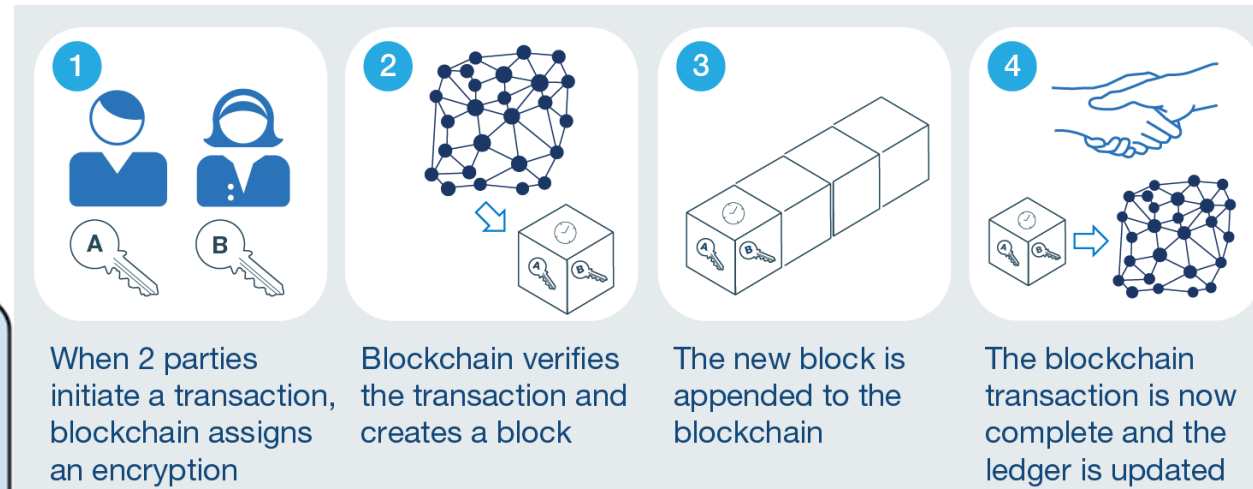 1
2
3
4
A
B
A
B
A
B
A
B
When 2 parties
initiate a transaction,
blockchain assigns
an encryption
Blockchain verifies
the transaction and
creates a block
The new block is
appended to the
blockchain
The blockchain
transaction is now
complete and the
ledger is updated